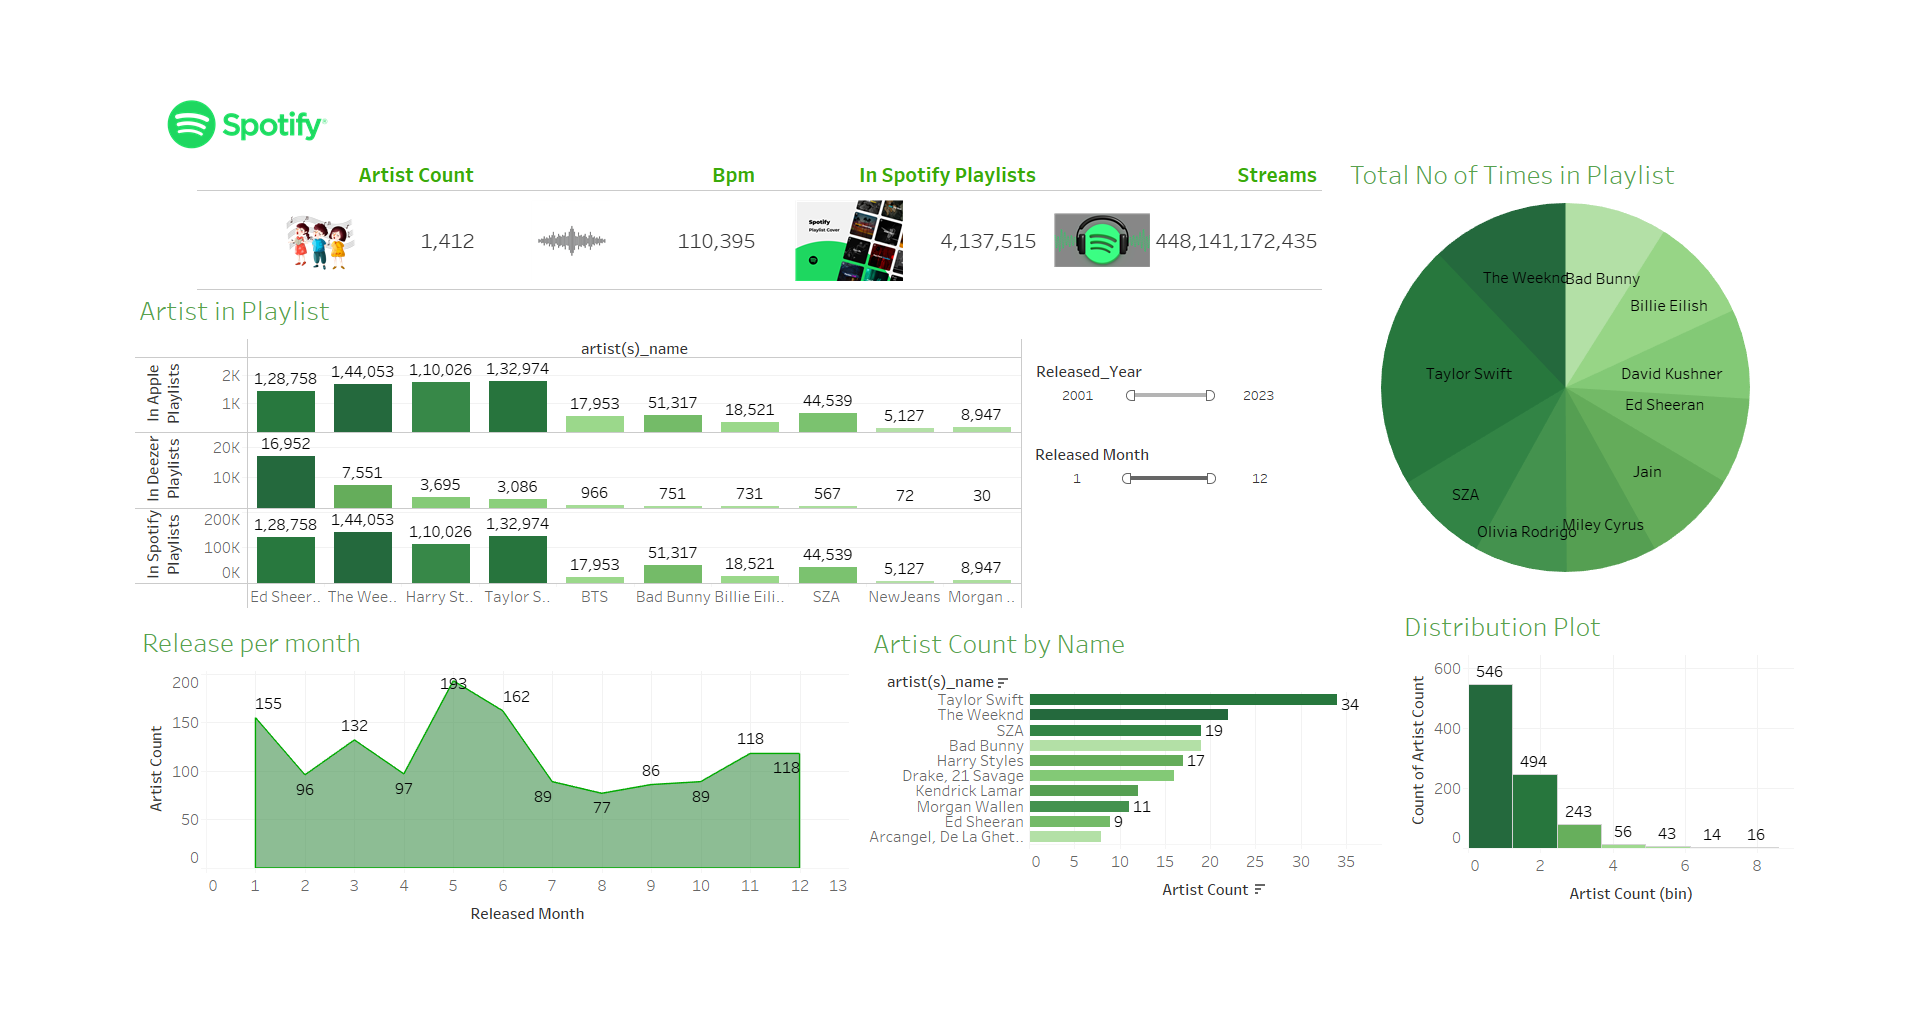 Spotify
Artist Count Bpm In Spotify Playlists Streams
Spotify
Playlist Cover
1,412 110,395 4,137,515 448,141,172,435
Total No of Times in Playlist
The Weeknd
Bad Bunny
Billie Eilish
Taylor Swift
David Kushner
Ed Sheeran
Jain
SZA
Olivia Rodrigo
Miley Cyrus
Artist in Playlist
artist(s)_name
In Apple
Playlists
2K
1K
1,28,758 1,44,053 1,10,026 1,32,974 17,953 51,317 18,521 44,539 5,127 8,947
In Deezer
Playlists
20K
10K
16,952 7,551 3,695 3,086 966 751 731 567 72 30
In Spotify
Playlists
200K
100K
0K
1,28,758 1,44,053 1,10,026 1,32,974 17,953 51,317 18,521 44,539 5,127 8,947
Ed Sheer.. The Wee.. Harry St.. Taylor S.. BTS Bad Bunny Billie Eili.. SZA NewJeans Morgan ..
Released_Year
2001 2023
Released Month
1 12
Release per month
Artist Count
200
150
100
50
0
155 96 132 97 193 162 89 77 86 89 118 118
0 1 2 3 4 5 6 7 8 9 10 11 12 13
Released Month
Artist Count by Name
artist(s)_name
Taylor Swift 34
The Weeknd
SZA 19
Bad Bunny
Harry Styles 17
Drake, 21 Savage
Kendrick Lamar
Morgan Wallen 11
Ed Sheeran 9
Arcangel, De La Ghet..
0 5 10 15 20 25 30 35
Artist Count
Distribution Plot
Count of Artist Count
600
400
200
0
546 494 243 56 43 14 16
0 2 4 6 8
Artist Count (bin)